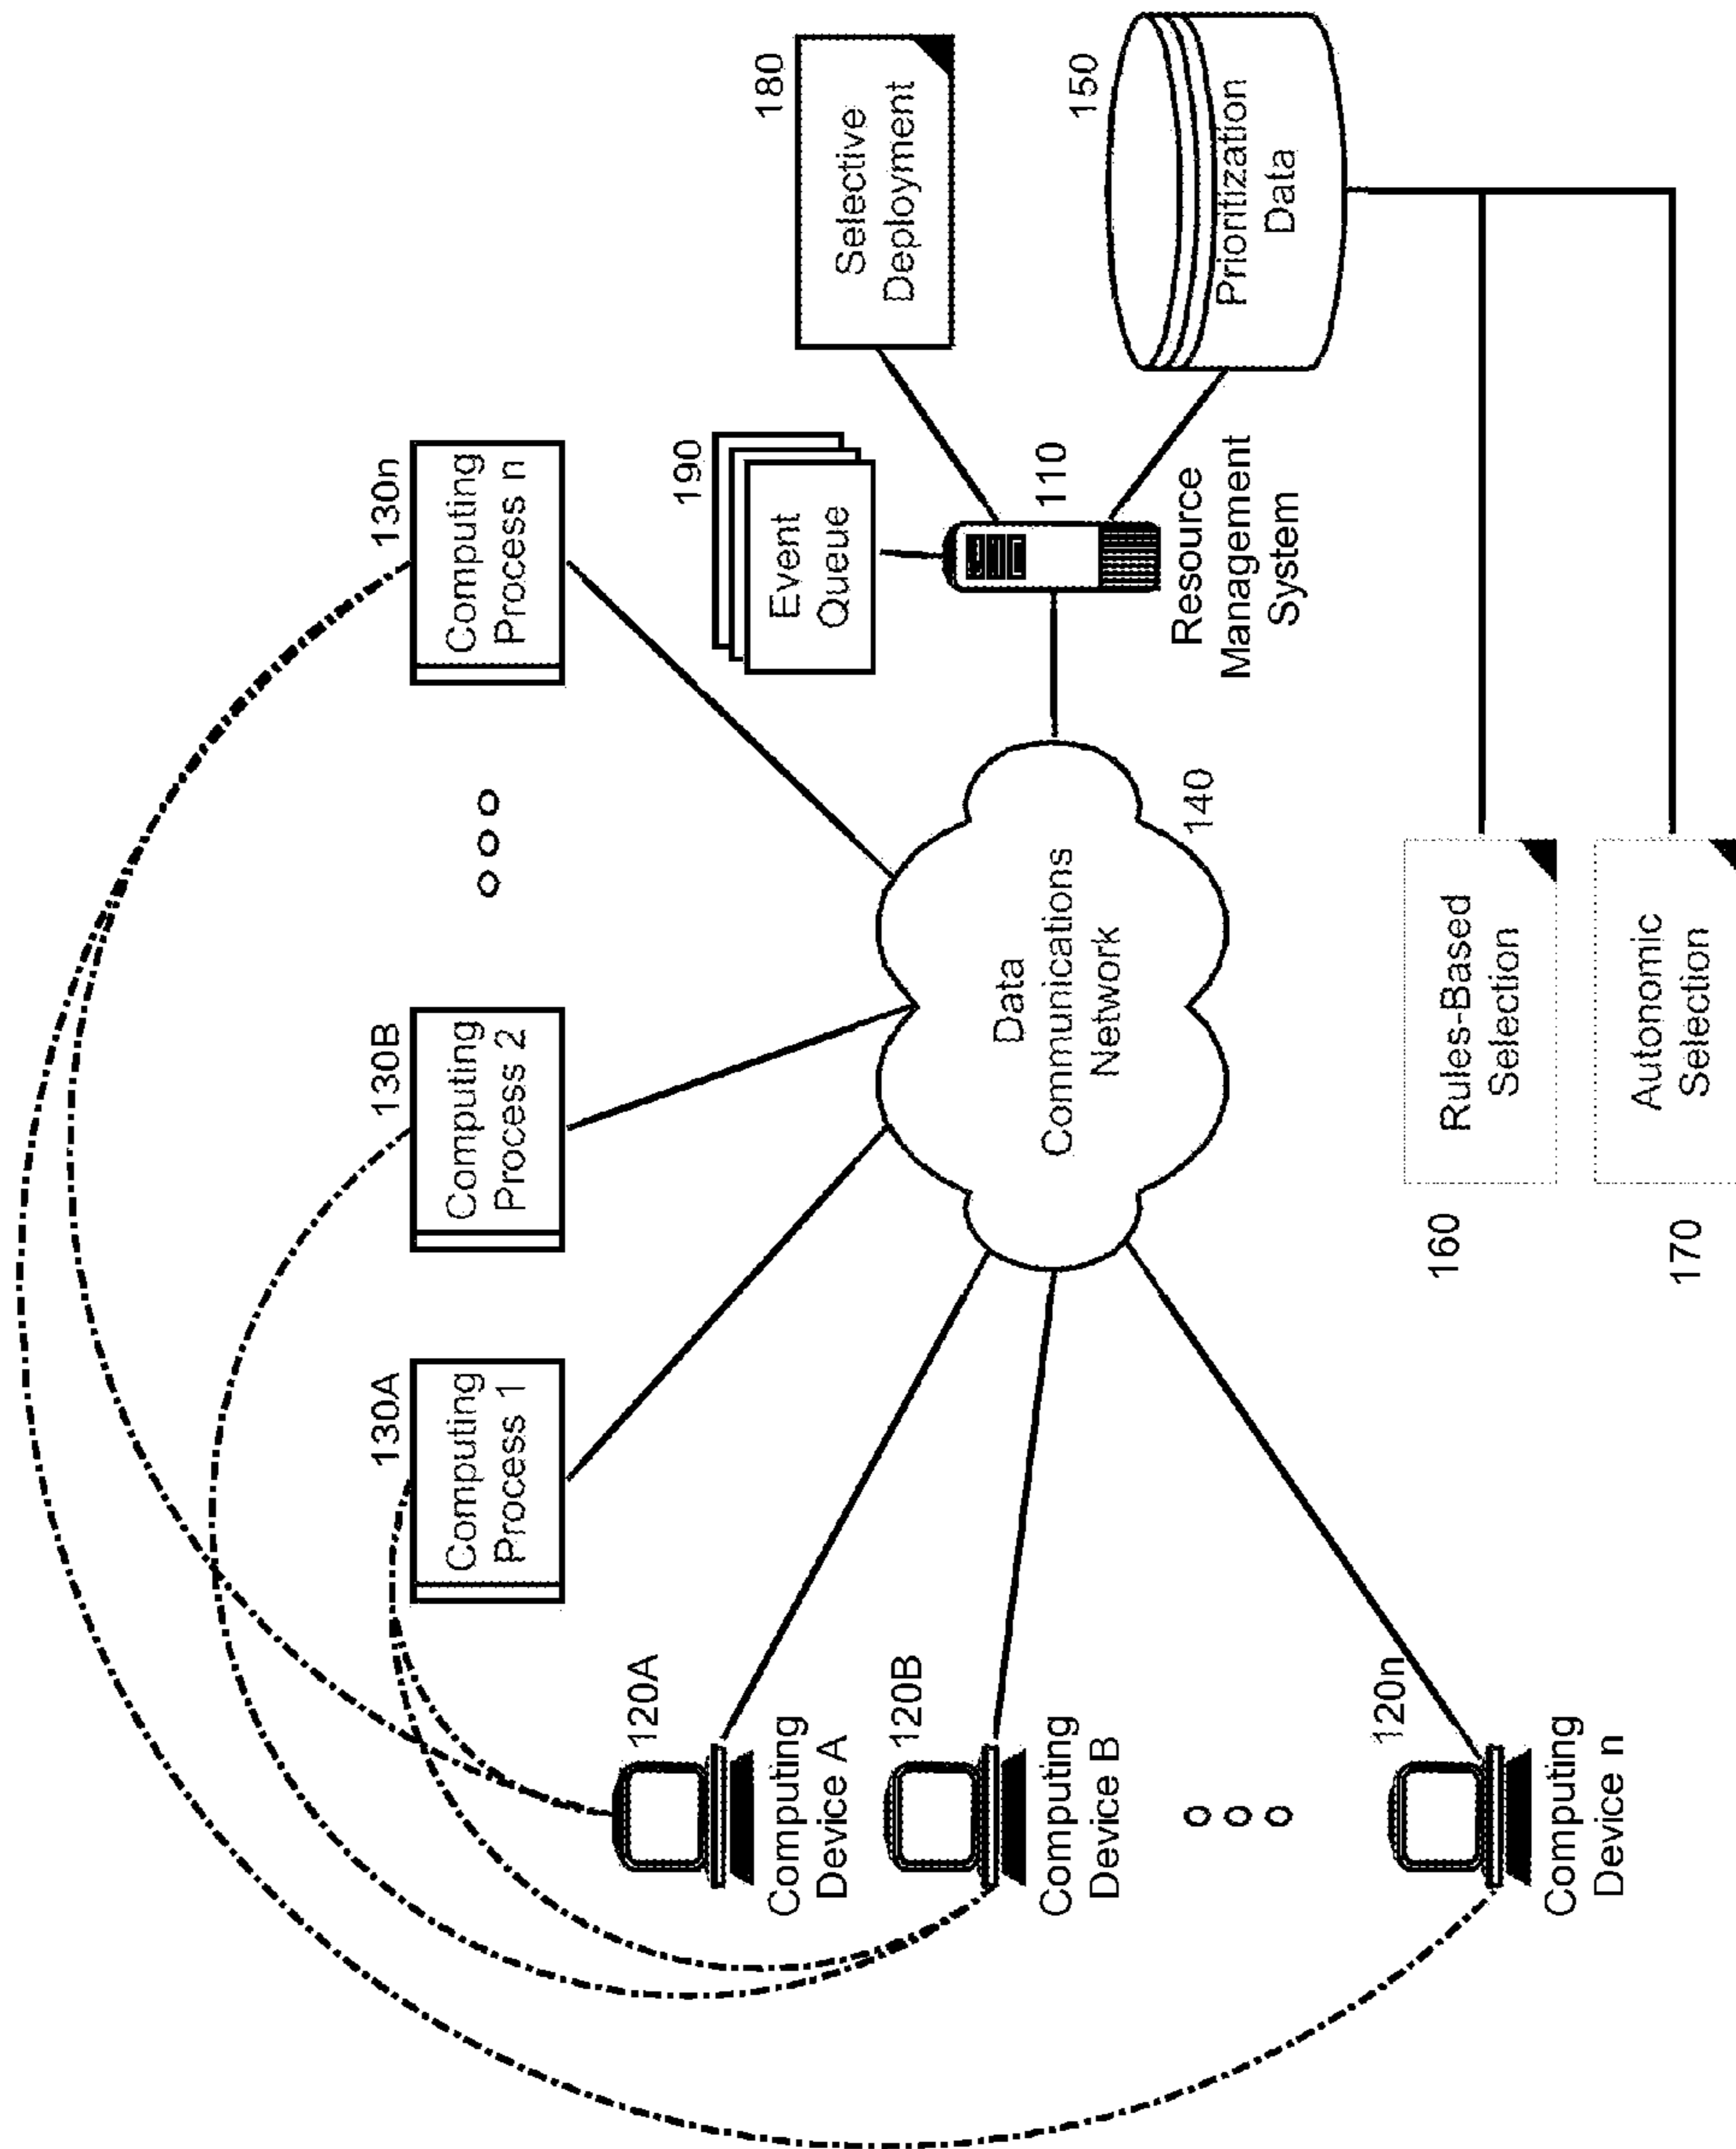 130A
Computing
Process 1
130B
Computing
Process 2
130n
Computing
Process n
120A
Computing
Device A
120B
Computing
Device B
120n
Computing
Device n
Data
Communications
Network
140
190
Event
Queue
110
Resource
Management
System
180
Selective
Deployment
150
Prioritization
Data
160
Rules-Based
Selection
170
Autonomic
Selection